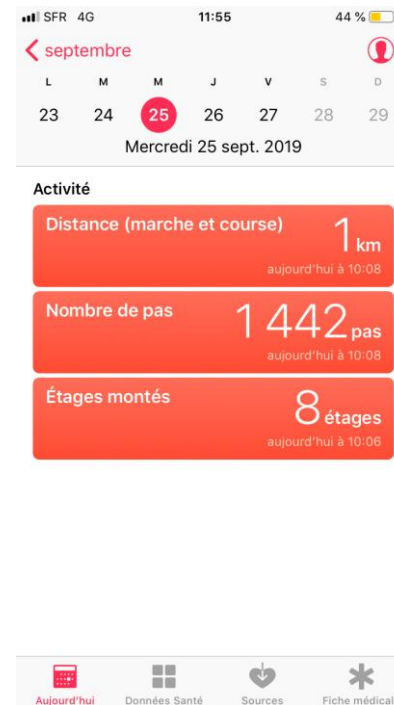 SFR 4G 11:55 44 %
septembre
L M M J V S D
23 24 25 26 27 28 29
Mercredi 25 sept. 2019
Activité
Distance (marche et course) 1 km
aujourd'hui à 10:08
Nombre de pas 1 442 pas
aujourd'hui à 10:08
Étages montés 8 étages
aujourd'hui à 10:06
Aujourd'hui Données Santé Sources Fiche médical